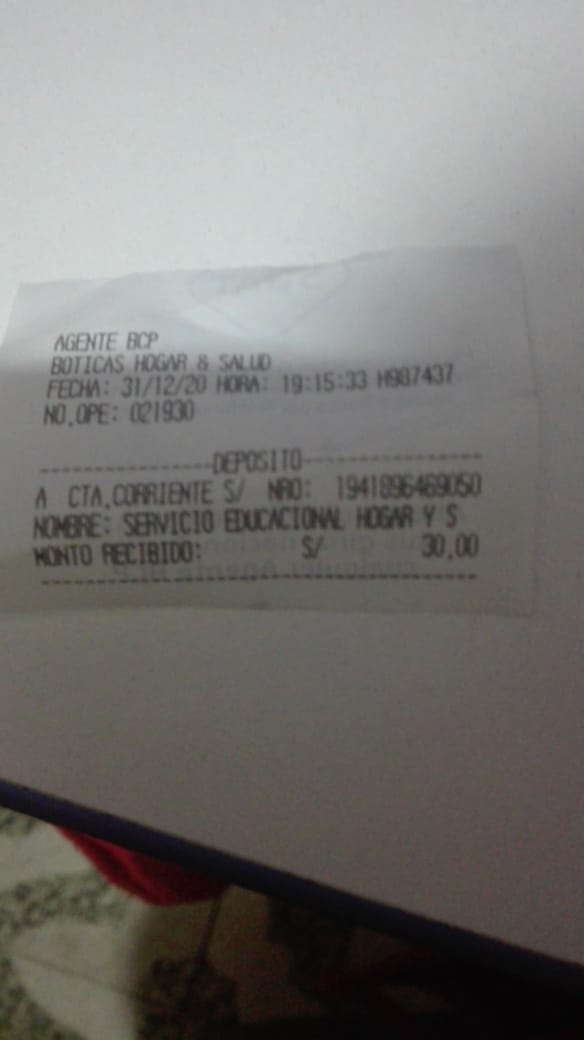 AGENTE BCP
BOTICAS HOGAR & SALUD
FECHA: 31/12/20 HORA: 19:15:33 H987437
NO.OPE: 021930
---------------DEPOSITO---------------
A CTA.CORRIENTE S/ NRO: 1941896469050
NOMBRE: SERVICIO EDUCACIONAL HOGAR Y S
MONTO RECIBIDO: S/ 30.00